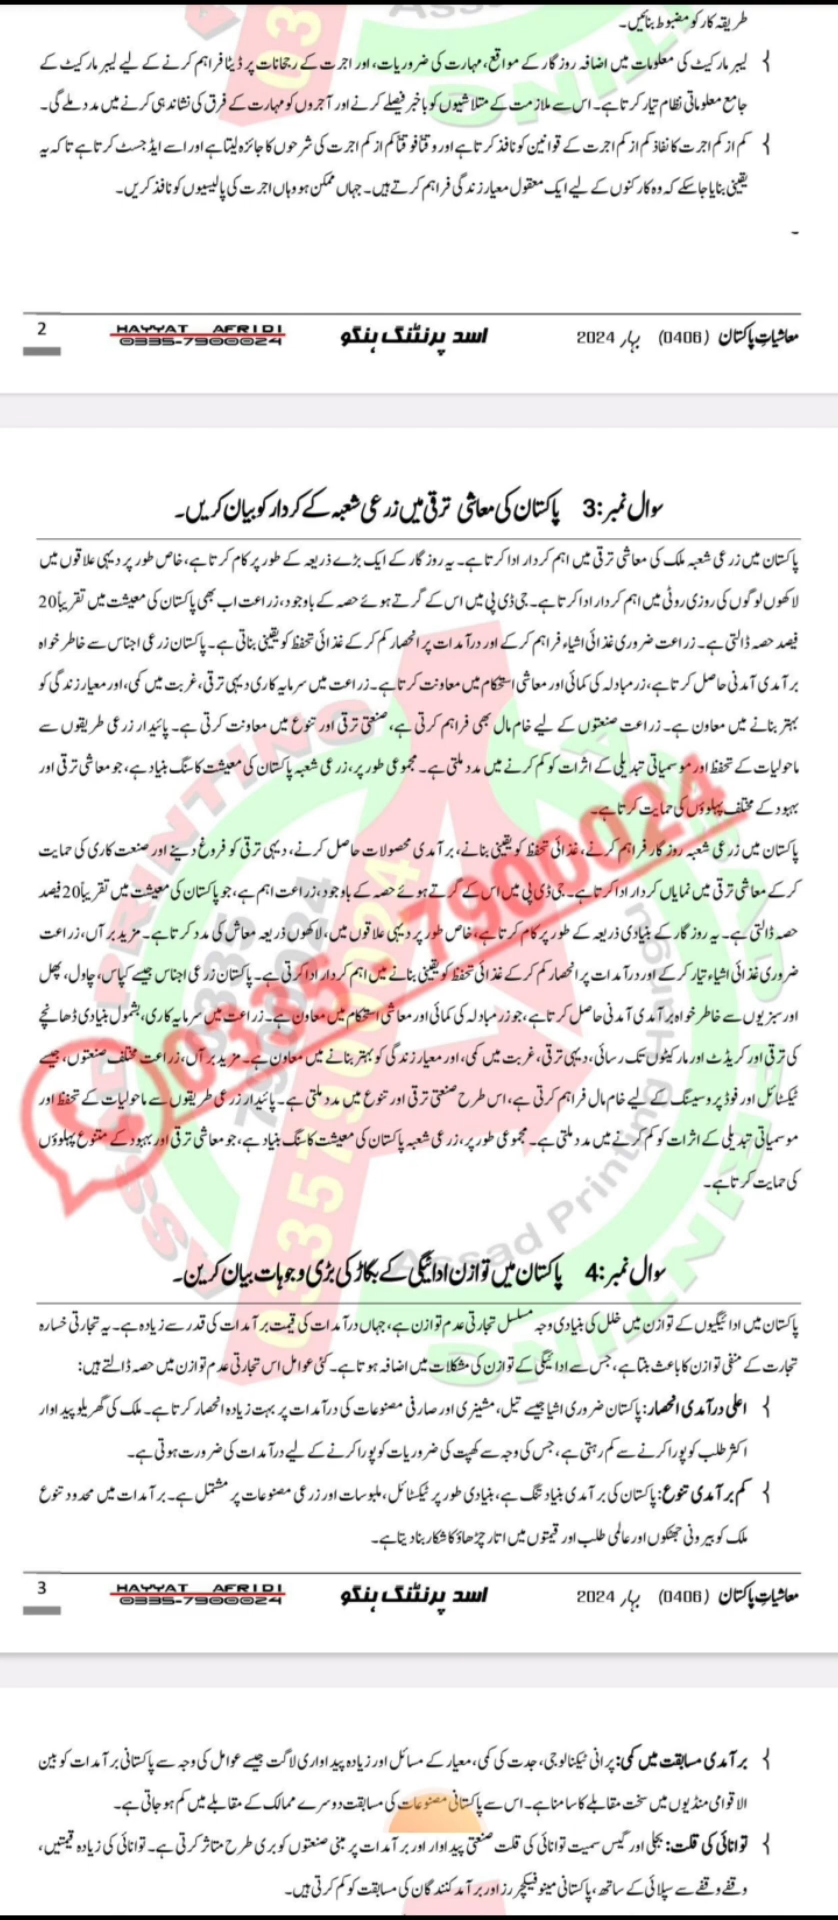 طریقہ کار کو مضبوط بنائیں۔
لیبر مارکیٹ کی معلومات میں اضافہ روزگار کے مواقع، مہارت کی ضروریات، اور اجرت کے رجحانات پر ڈیٹا فراہم کرنے کے لیے لیبر مارکیٹ کے
جامع معلوماتی نظام تیار کرتا ہے۔ اس سے ملازمت کے متلاشیوں کو باخبر فیصلے کرنے اور آجروں کو مہارت کے فرق کی نشاندہی کرنے میں مدد ملے گی۔
کم از کم اجرت کا نفاذ کم از کم اجرت کے قوانین کو نافذ کرتا ہے اور وقتاً فوقتاً کم از کم اجرت کی شرحوں کا جائزہ لیتا ہے اور اسے ایڈجسٹ کرتا ہے تاکہ یہ
یقینی بنایا جا سکے کہ وہ کارکنوں کے لیے ایک معقول معیار زندگی فراہم کرتے ہیں۔ جہاں ممکن ہو وہاں اجرت کی پالیسیوں کو نافذ کریں۔
۔
معاشیات پاکستان (0406) بہار 2024 اسد پرنٹنگ ہنگو HAYYAT AFRIDI 0335-7900024 2
سوال نمبر:3 پاکستان کی معاشی ترقی میں زرعی شعبہ کے کردار کو بیان کریں۔
پاکستان میں زرعی شعبہ ملک کی معاشی ترقی میں اہم کردار ادا کرتا ہے۔ یہ روزگار کے ایک بڑے ذریعہ کے طور پر کام کرتا ہے، خاص طور پر دیہی علاقوں میں
لاکھوں لوگوں کی روزی روٹی میں اہم کردار ادا کرتا ہے۔ جی ڈی پی میں اس کے گرتے ہوئے حصہ کے باوجود، زراعت اب بھی پاکستان کی معیشت میں تقریباً 20
فیصد حصہ ڈالتی ہے۔ زراعت ضروری غذائی اشیاء فراہم کرکے اور درآمدات پر انحصار کم کرکے غذائی تحفظ کو یقینی بناتی ہے۔ پاکستان زرعی اجناس سے خاطر خواہ
برآمدی آمدنی حاصل کرتا ہے، زرمبادلہ کی کمائی اور معاشی استحکام میں معاونت کرتا ہے۔ زراعت میں سرمایہ کاری دیہی ترقی، غربت میں کمی، اور معیار زندگی کو
بہتر بنانے میں معاون ہے۔ زراعت صنعتوں کے لیے خام مال بھی فراہم کرتی ہے، صنعتی ترقی اور تنوع میں معاونت کرتی ہے۔ پائیدار زرعی طریقوں سے
ماحولیات کے تحفظ اور موسمیاتی تبدیلی کے اثرات کو کم کرنے میں مدد ملتی ہے۔ مجموعی طور پر، زرعی شعبہ پاکستان کی معیشت کا سنگ بنیاد ہے، جو معاشی ترقی اور
بہبود کے مختلف پہلوؤں کی حمایت کرتا ہے۔
پاکستان میں زرعی شعبہ روزگار فراہم کرنے، غذائی تحفظ کو یقینی بنانے، برآمدی محصولات حاصل کرنے، دیہی ترقی کو فروغ دینے اور صنعت کاری کی حمایت
کرکے معاشی ترقی میں نمایاں کردار ادا کرتا ہے۔ جی ڈی پی میں اس کے گرتے ہوئے حصہ کے باوجود، زراعت اہم ہے، جو پاکستان کی معیشت میں تقریباً 20 فیصد
حصہ ڈالتی ہے۔ یہ روزگار کے بنیادی ذریعہ کے طور پر کام کرتا ہے، خاص طور پر دیہی علاقوں میں، لاکھوں ذریعہ معاش کی مدد کرتا ہے۔ مزید برآں، زراعت
ضروری غذائی اشیاء تیار کرکے اور درآمدات پر انحصار کم کرکے غذائی تحفظ کو یقینی بنانے میں اہم کردار ادا کرتی ہے۔ پاکستان زرعی اجناس جیسے کپاس، چاول، پھل
اور سبزیوں سے خاطر خواہ برآمدی آمدنی حاصل کرتا ہے، جو زرمبادلہ کی کمائی اور معاشی استحکام میں معاون ہے۔ زراعت میں سرمایہ کاری، بشمول بنیادی ڈھانچے
کی ترقی اور کریڈٹ اور مارکیٹوں تک رسائی، دیہی ترقی، غربت میں کمی، اور معیار زندگی کو بہتر بنانے میں معاون ہے۔ مزید برآں، زراعت مختلف صنعتوں، جیسے
ٹیکسٹائل اور فوڈ پروسیسنگ کے لیے خام مال فراہم کرتی ہے، اس طرح صنعتی ترقی اور تنوع میں مدد ملتی ہے۔ پائیدار زرعی طریقوں سے ماحولیات کے تحفظ اور
موسمیاتی تبدیلی کے اثرات کو کم کرنے میں مدد ملتی ہے۔ مجموعی طور پر، زرعی شعبہ پاکستان کی معیشت کا سنگ بنیاد ہے، جو معاشی ترقی اور بہبود کے متنوع پہلوؤں
کی حمایت کرتا ہے۔
سوال نمبر:4 پاکستان میں توازن ادائیگی کے بگاڑ کی بڑی وجوہات بیان کریں۔
پاکستان میں ادائیگیوں کے توازن میں خلل کی بنیادی وجہ مسلسل تجارتی عدم توازن ہے، جہاں درآمدات کی قیمت برآمدات کی قدر سے زیادہ ہے۔ یہ تجارتی خسارہ
تجارت کے منفی توازن کا باعث بنتا ہے، جس سے ادائیگی کے توازن کی مشکلات میں اضافہ ہوتا ہے۔ کئی عوامل اس تجارتی عدم توازن میں حصہ ڈالتے ہیں:
اعلی درآمدی انحصار: پاکستان ضروری اشیا جیسے تیل، مشینری اور صارفی مصنوعات کی درآمدات پر بہت زیادہ انحصار کرتا ہے۔ ملک کی گھریلو پیداوار
اکثر طلب کو پورا کرنے سے کم رہتی ہے، جس کی وجہ سے کھپت کی ضروریات کو پورا کرنے کے لیے درآمدات کی ضرورت ہوتی ہے۔
کم برآمدی تنوع: پاکستان کی برآمدی بنیاد تنگ ہے، بنیادی طور پر ٹیکسٹائل، ملبوسات اور زرعی مصنوعات پر مشتمل ہے۔ برآمدات میں محدود تنوع
ملک کو بیرونی جھٹکوں اور عالمی طلب اور قیمتوں میں اتار چڑھاؤ کا شکار بنا دیتا ہے۔
معاشیات پاکستان (0406) بہار 2024 اسد پرنٹنگ ہنگو HAYYAT AFRIDI 0335-7900024 3
برآمدی مسابقت میں کمی: پرانی ٹیکنالوجی، جدت کی کمی، معیار کے مسائل اور زیادہ پیداواری لاگت جیسے عوامل کی وجہ سے پاکستانی برآمدات کو بین
الاقوامی منڈیوں میں سخت مقابلے کا سامنا ہے۔ اس سے پاکستانی مصنوعات کی مسابقت دوسرے ممالک کے مقابلے میں کم ہو جاتی ہے۔
توانائی کی قلت: بجلی اور گیس سمیت توانائی کی قلت صنعتی پیداوار اور برآمدات پر مبنی صنعتوں کو بری طرح متاثر کرتی ہے۔ توانائی کی زیادہ قیمتیں،
وقفے وقفے سے سپلائی کے ساتھ، پاکستانی مینوفیکچررز اور برآمد کنندگان کی مسابقت کو کم کرتی ہیں۔
0335-7900024
ASSAD PRINTING
Assad Printing